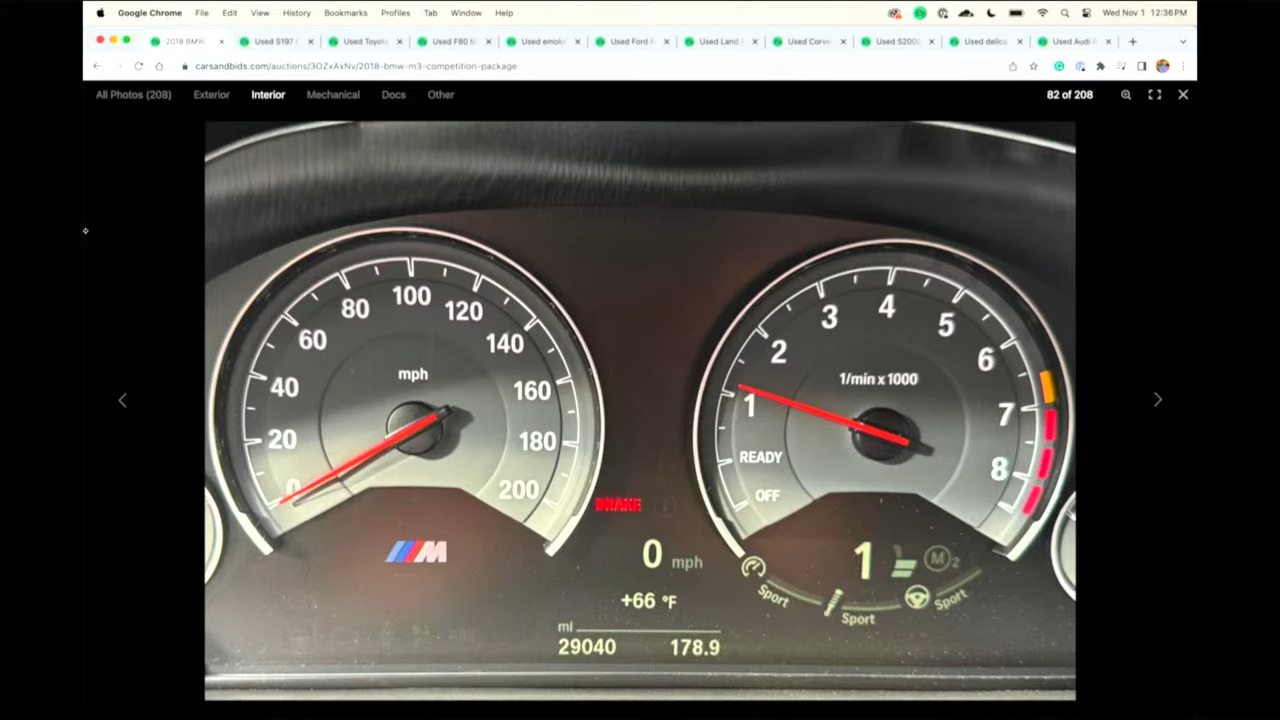 Google Chrome File Edit View History Bookmarks Profiles Tab Window Help Wed Nov 1 12:36 PM
2018 BMW Used S197 Used Toyota Used F80 M Used Ford Used Land Used Corve Used S200 Used delica Used Audi
carsandbids.com/auctions/3OZxAxNv/2018-bmw-m3-competition-package
All Photos (208) Exterior Interior Mechanical Docs Other 82 of 208
0 20 40 60 80 100 120 140 160 180 200
mph
OFF READY 1 2 3 4 5 6 7 8
1/min x 1000
BRAKE
M
0 mph
1 M2
+66 °F
Sport Sport Sport
mi
29040 178.9